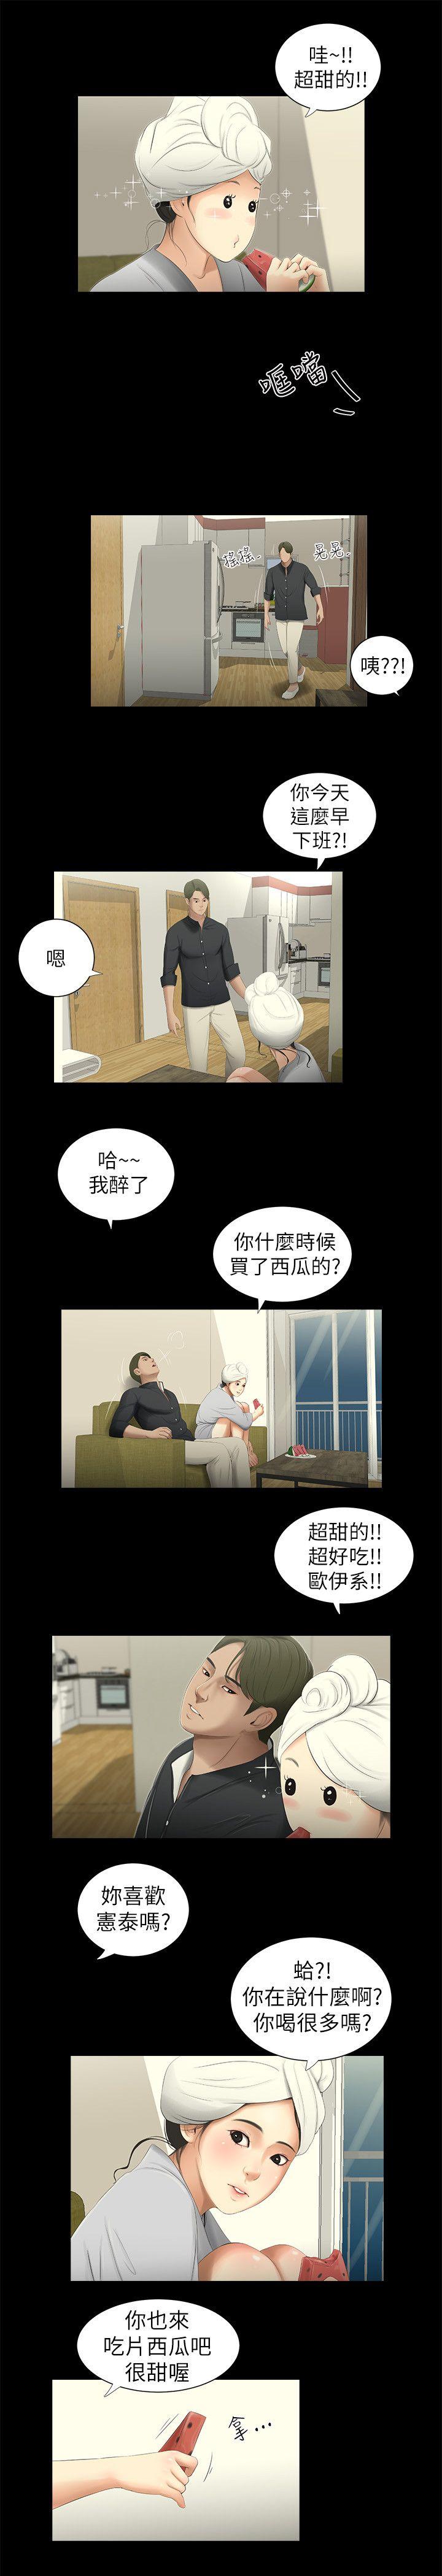 哇~!!
超甜的!!
哐噹
搖搖.
晃晃.
咦??!
你今天
這麼早
下班?!
嗯
哈~~
我醉了
你什麼時候
買了西瓜的?
超甜的!!
超好吃!!
歐伊系!!
妳喜歡
憲泰嗎?
蛤?!
你在說什麼啊?
你喝很多嗎?
你也來
吃片西瓜吧
很甜喔
拿…